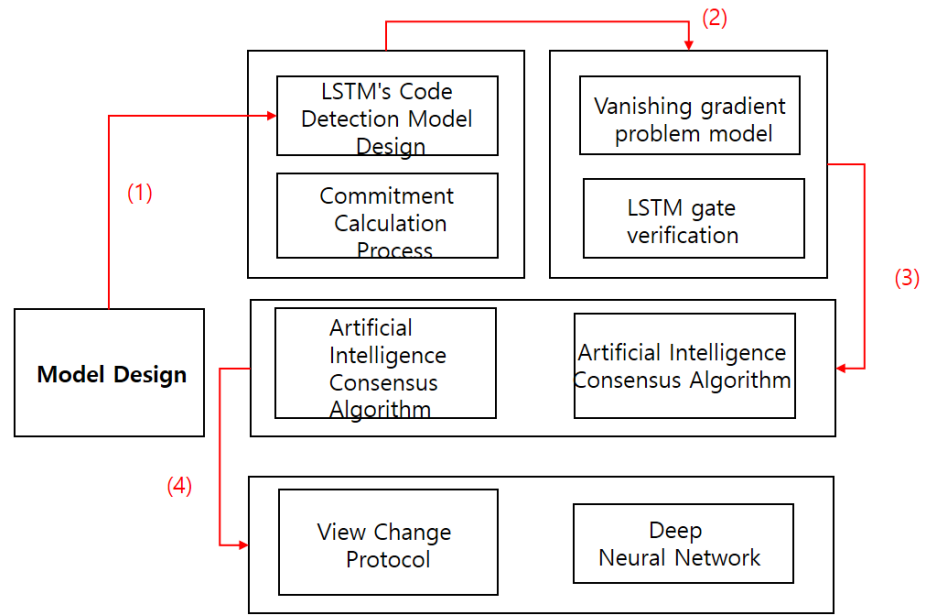 (2)
LSTM's Code
Detection Model
Design
Vanishing gradient
problem model
(1)
Commitment
Calculation
Process
LSTM gate
verification
(3)
Model Design
Artificial
Intelligence
Consensus
Algorithm
Artificial Intelligence
Consensus Algorithm
(4)
View Change
Protocol
Deep
Neural Network